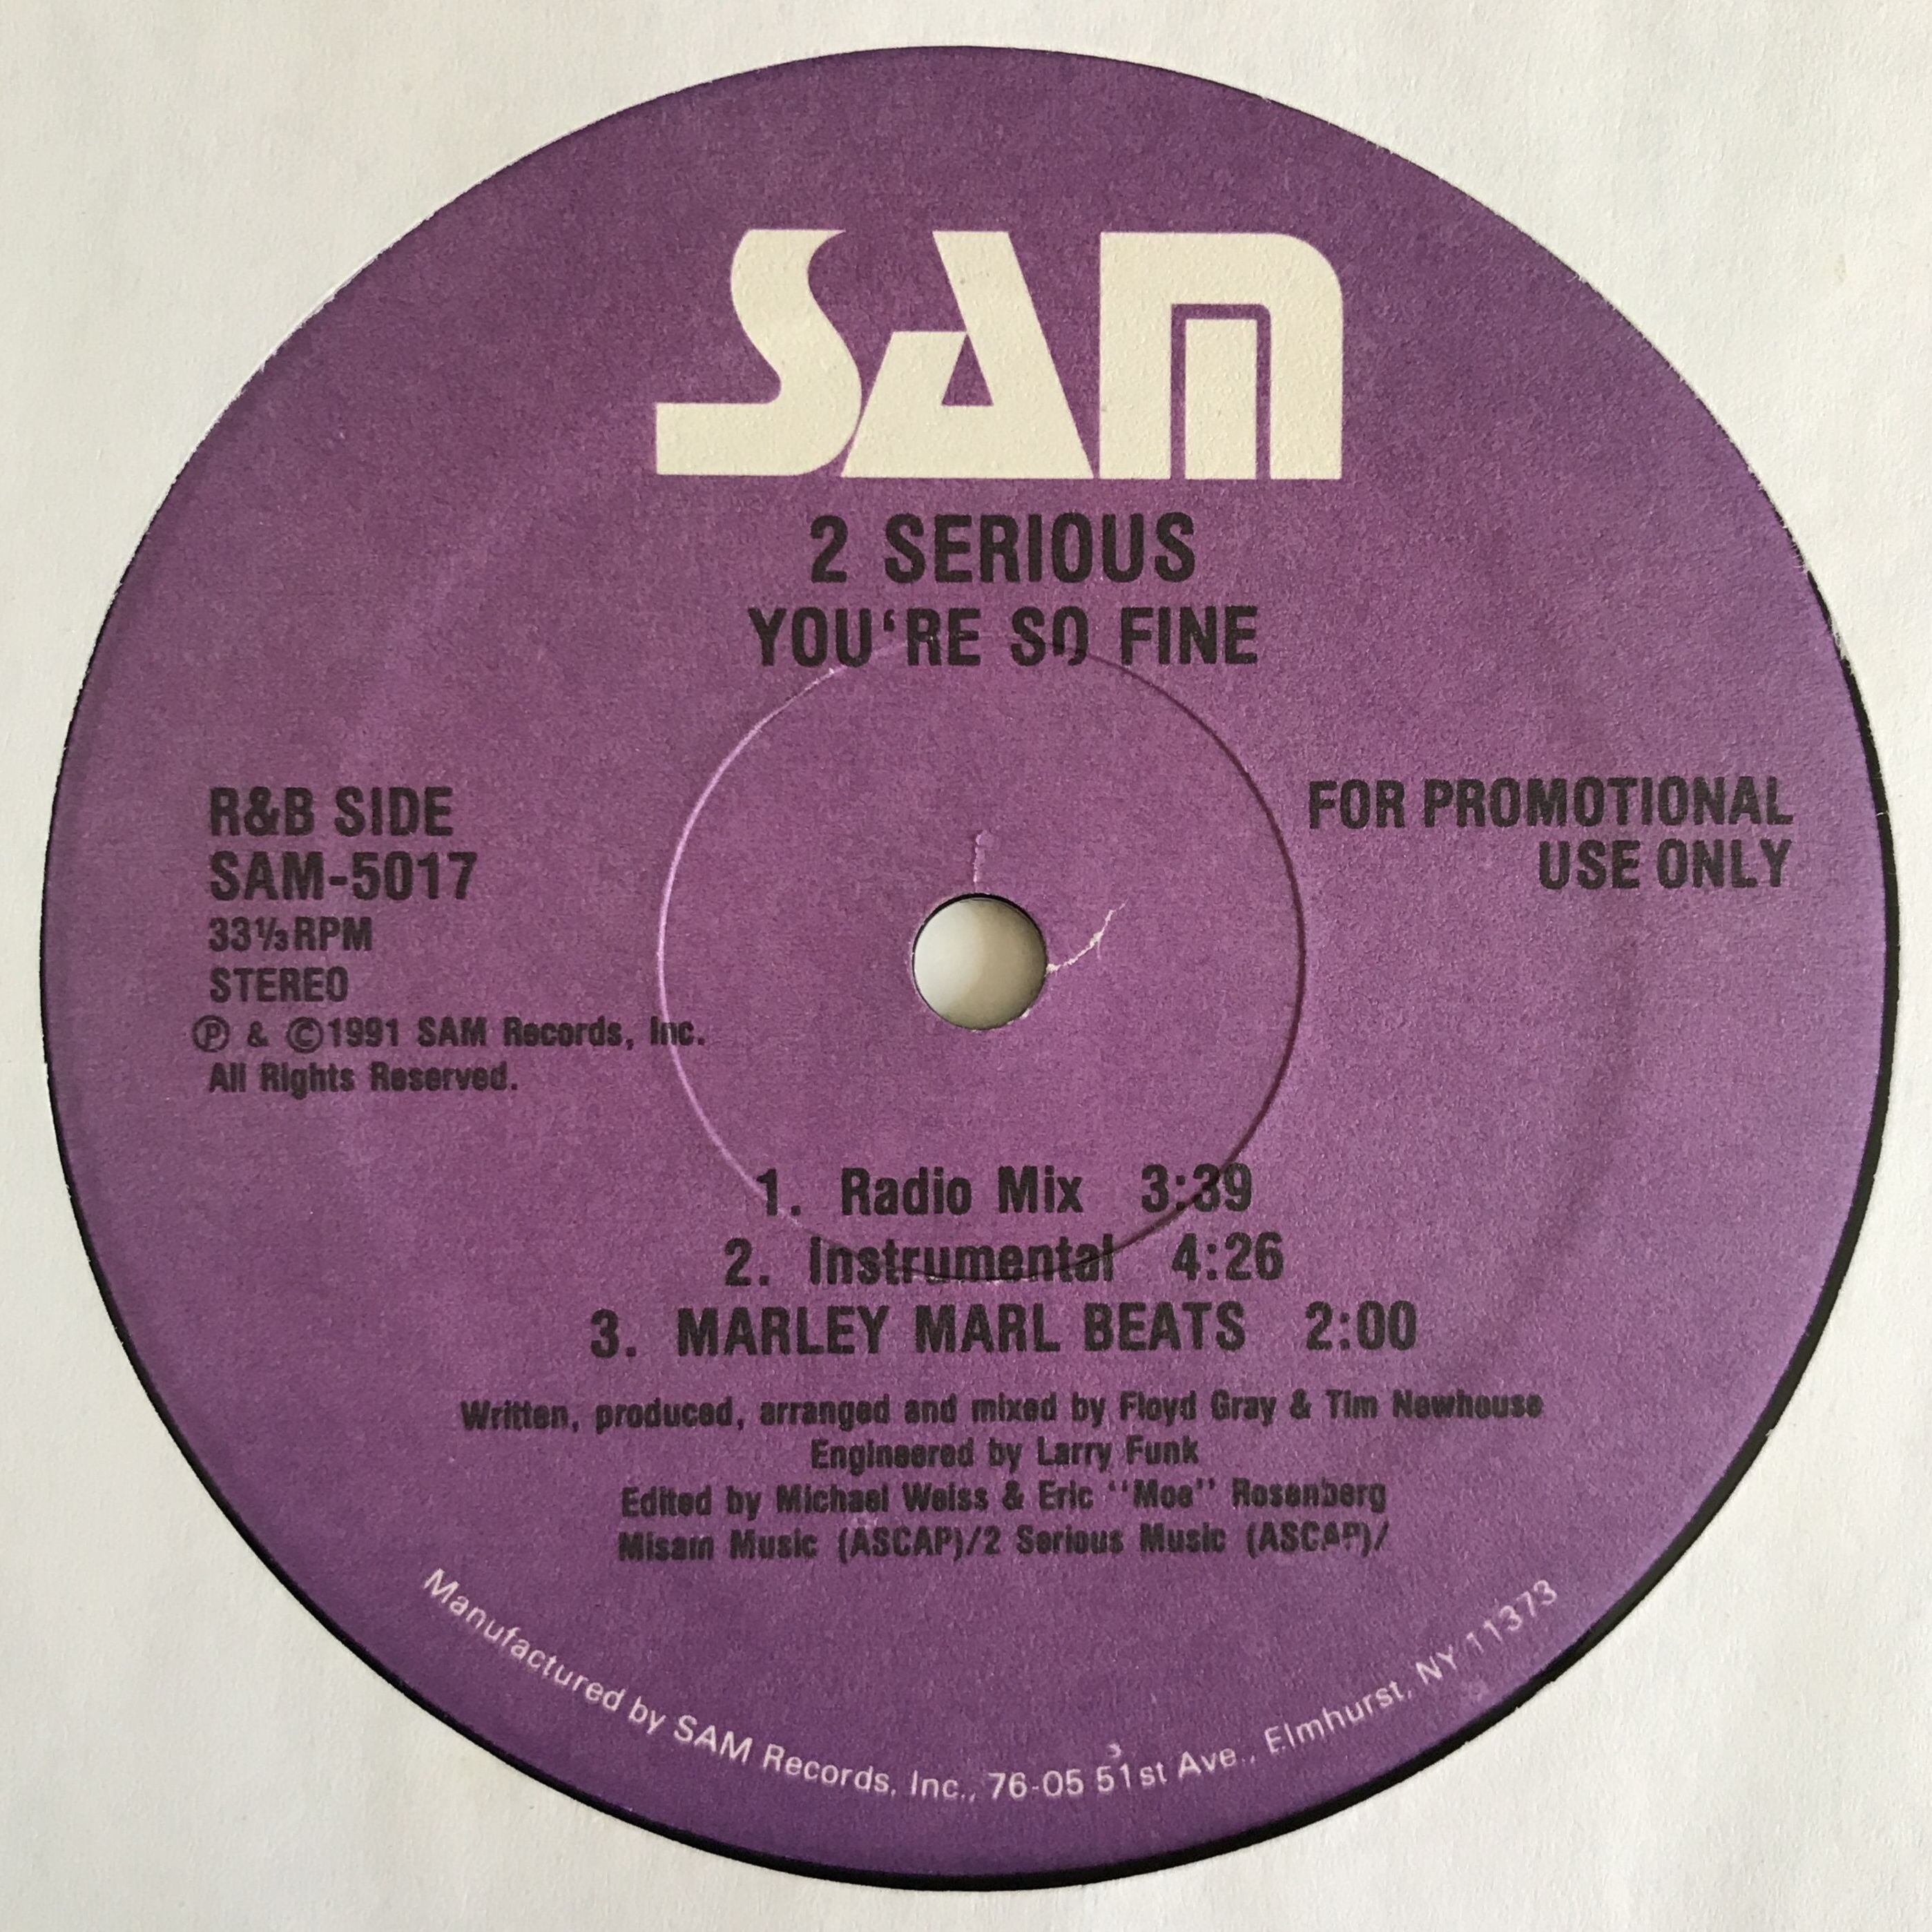 SAM
2 SERIOUS
YOU'RE SO FINE
R&B SIDE
SAM-5017
33⅓ RPM
STEREO
Ⓟ & ©1991 SAM Records, Inc.
All Rights Reserved.
FOR PROMOTIONAL
USE ONLY
1. Radio Mix 3:39
2. Instrumental 4:26
3. MARLEY MARL BEATS 2:00
Written, produced, arranged and mixed by Floyd Gray & Tim Newhouse
Engineered by Larry Funk
Edited by Michael Weiss & Eric "Moe" Rosenberg
Misam Music (ASCAP)/2 Serious Music (ASCAP)/
Manufactured by SAM Records, Inc., 76-05 51st Ave., Elmhurst, NY 11373